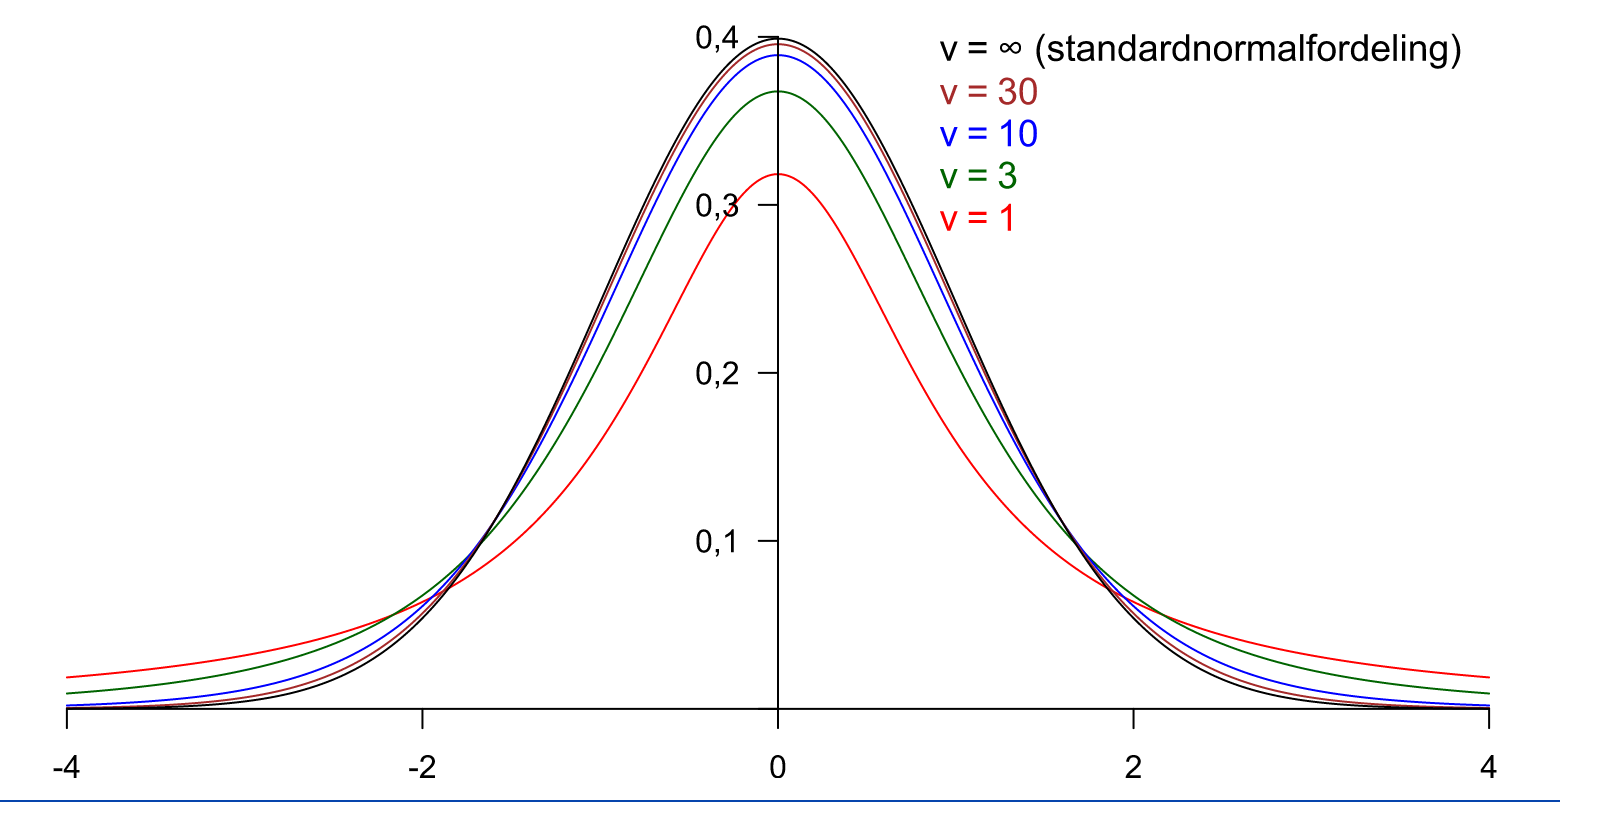 0,4
v = ∞ (standardnormalfordeling)
v = 30
v = 10
v = 3
0,3
v = 1
0,2
0,1
-4 -2 0 2 4